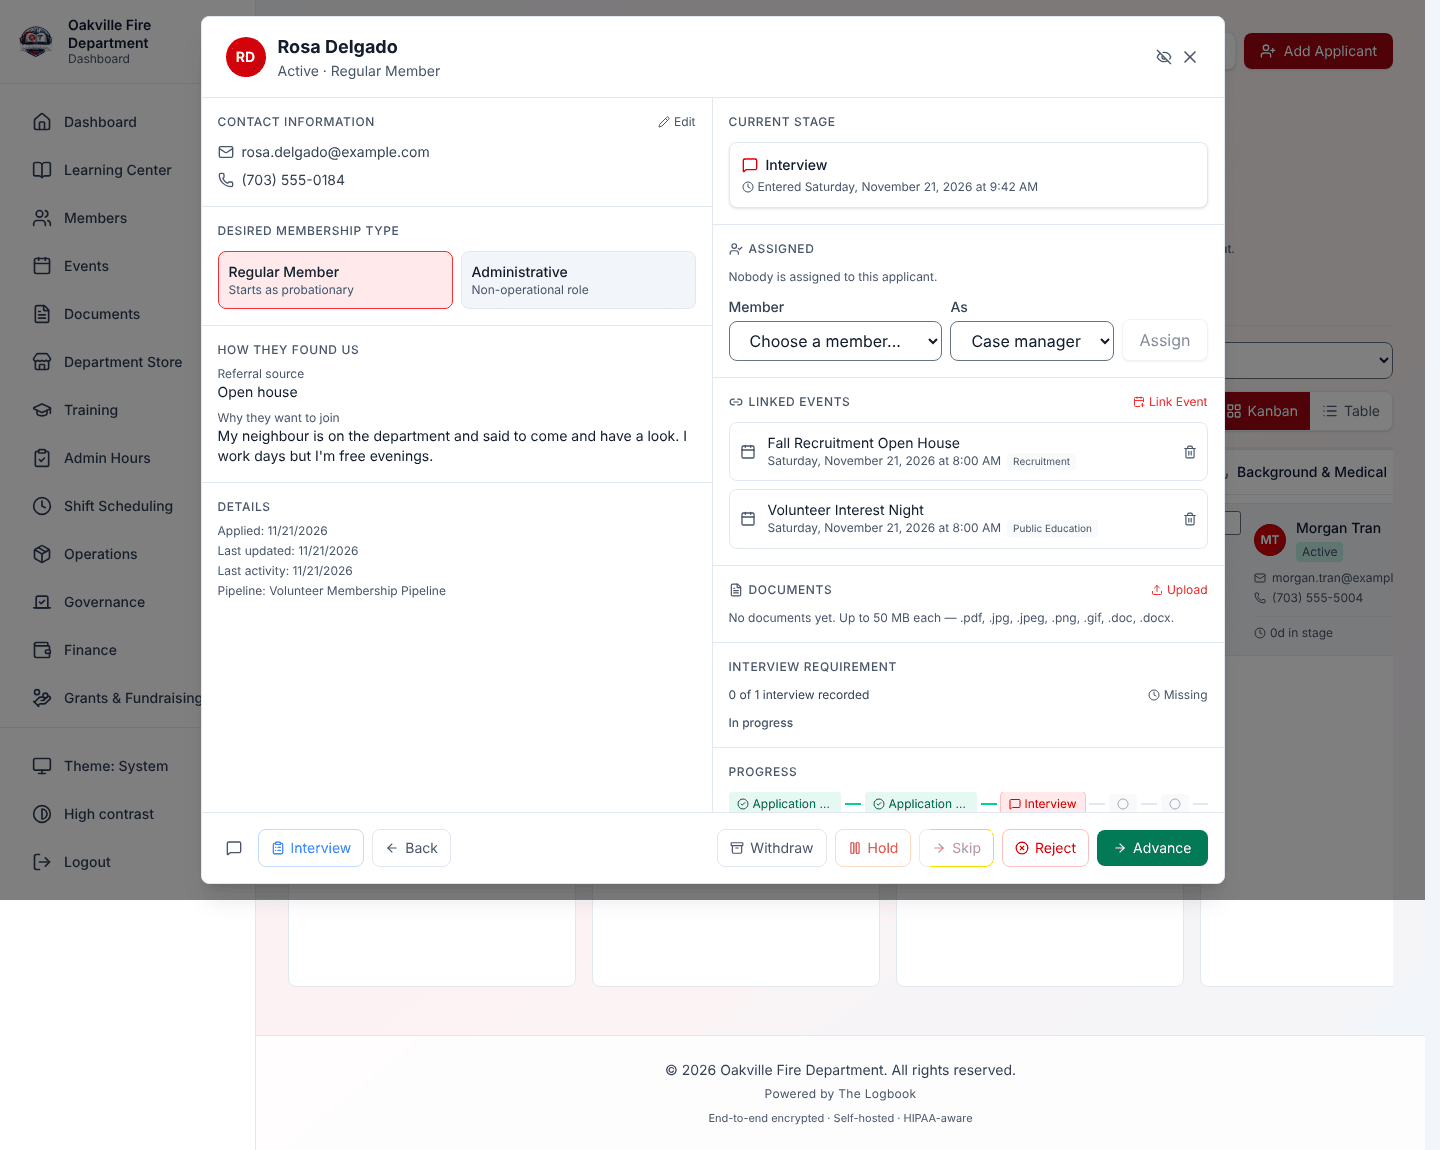 Oakville Fire
Department
Dashboard
Dashboard
Learning Center
Members
Events
Documents
Department Store
Training
Admin Hours
Shift Scheduling
Operations
Governance
Finance
Grants & Fundraising
Theme: System
High contrast
Logout
RD
Rosa Delgado
Active · Regular Member
CONTACT INFORMATION
Edit
rosa.delgado@example.com
(703) 555-0184
DESIRED MEMBERSHIP TYPE
Regular Member
Starts as probationary
Administrative
Non-operational role
HOW THEY FOUND US
Referral source
Open house
Why they want to join
My neighbour is on the department and said to come and have a look. I
work days but I'm free evenings.
DETAILS
Applied: 11/21/2026
Last updated: 11/21/2026
Last activity: 11/21/2026
Pipeline: Volunteer Membership Pipeline
CURRENT STAGE
Interview
Entered Saturday, November 21, 2026 at 9:42 AM
ASSIGNED
Nobody is assigned to this applicant.
Member
As
Choose a member...
Case manager
Assign
LINKED EVENTS
Link Event
Fall Recruitment Open House
Saturday, November 21, 2026 at 8:00 AM Recruitment
Volunteer Interest Night
Saturday, November 21, 2026 at 8:00 AM Public Education
DOCUMENTS
Upload
No documents yet. Up to 50 MB each — .pdf, .jpg, .jpeg, .png, .gif, .doc, .docx.
INTERVIEW REQUIREMENT
0 of 1 interview recorded
Missing
In progress
PROGRESS
Application ...
Application ...
Interview
Interview
Back
Withdraw
Hold
Skip
Reject
Advance
Add Applicant
Kanban
Table
Background & Medical
MT
Morgan Tran
Active
morgan.tran@exampl
(703) 555-5004
0d in stage
© 2026 Oakville Fire Department. All rights reserved.
Powered by The Logbook
End-to-end encrypted · Self-hosted · HIPAA-aware